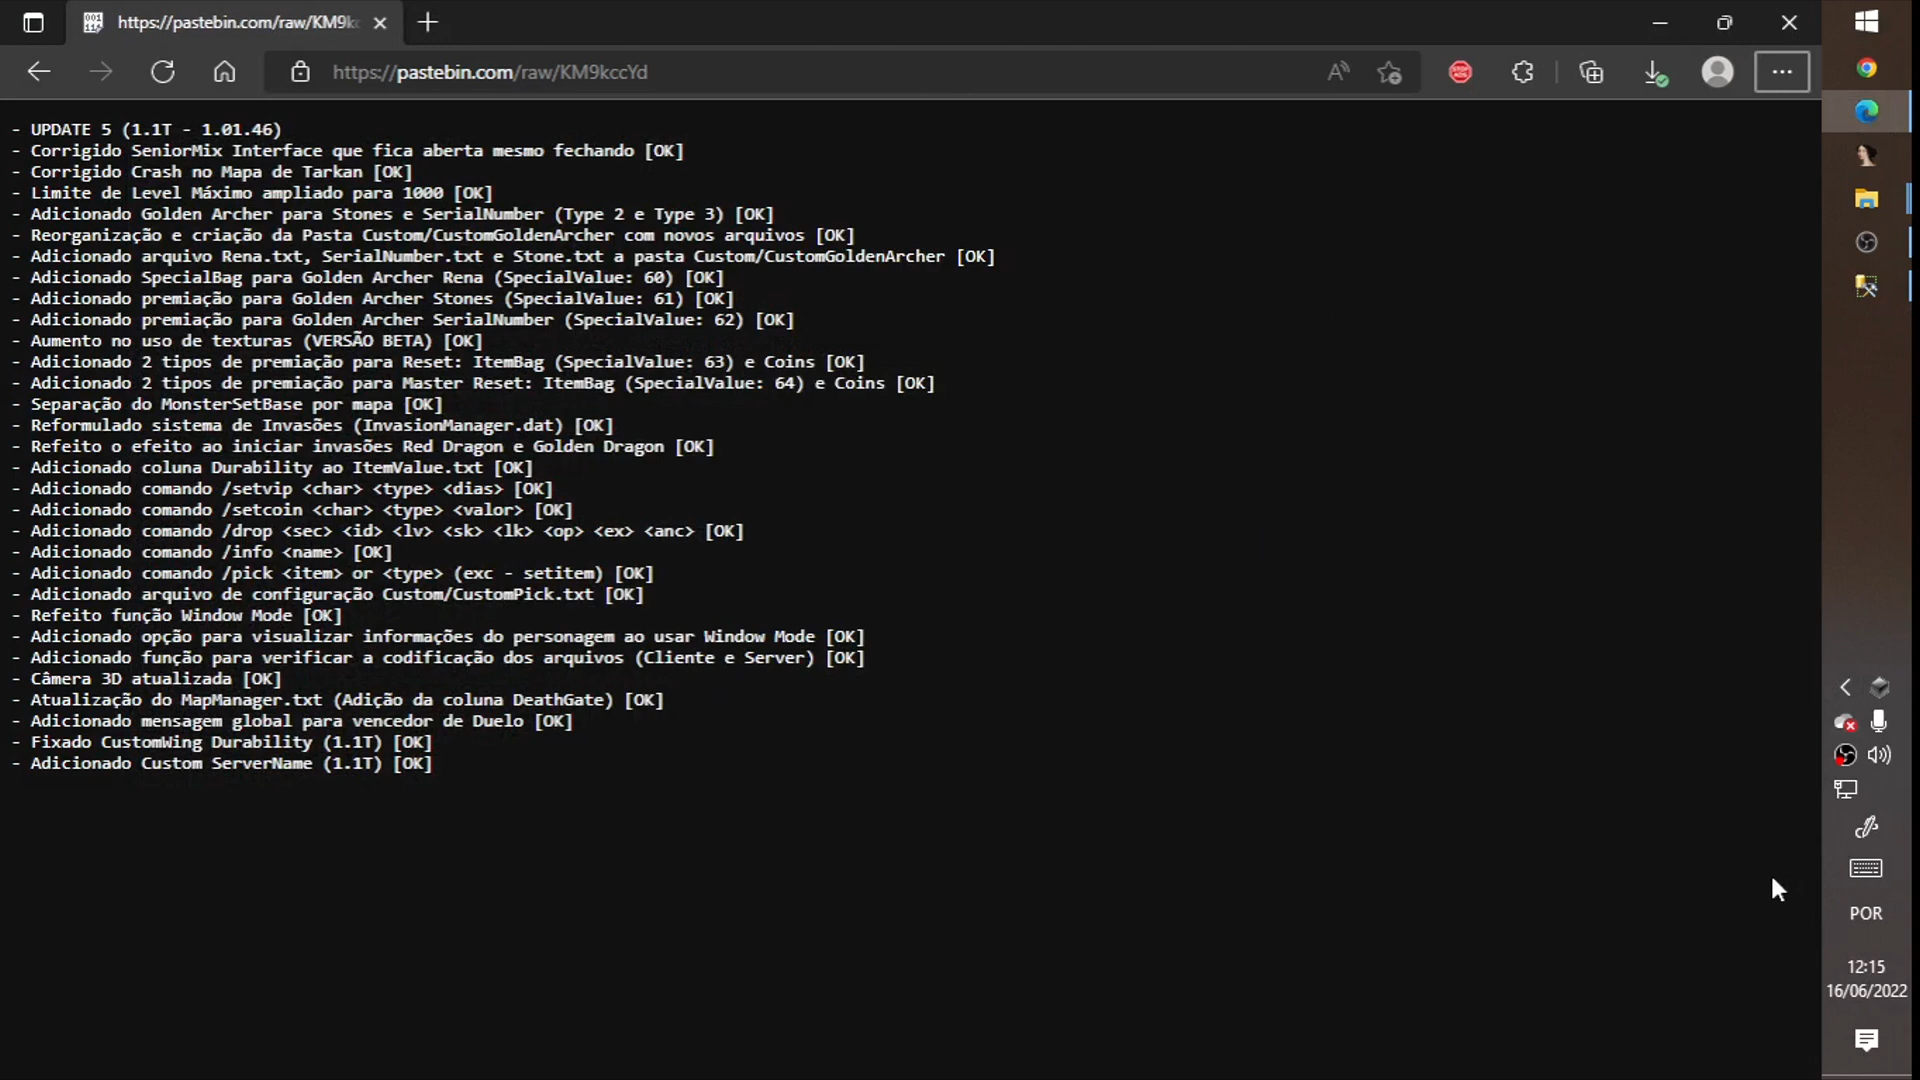 https://pastebin.com/raw/KM9kc
https://pastebin.com/raw/KM9kccYd
- UPDATE 5 (1.1T - 1.01.46)
- Corrigido SeniorMix Interface que fica aberta mesmo fechando [OK]
- Corrigido Crash no Mapa de Tarkan [OK]
- Limite de Level Máximo ampliado para 1000 [OK]
- Adicionado Golden Archer para Stones e SerialNumber (Type 2 e Type 3) [OK]
- Reorganização e criação da Pasta Custom/CustomGoldenArcher com novos arquivos [OK]
- Adicionado arquivo Rena.txt, SerialNumber.txt e Stone.txt a pasta Custom/CustomGoldenArcher [OK]
- Adicionado SpecialBag para Golden Archer Rena (SpecialValue: 60) [OK]
- Adicionado premiação para Golden Archer Stones (SpecialValue: 61) [OK]
- Adicionado premiação para Golden Archer SerialNumber (SpecialValue: 62) [OK]
- Aumento no uso de texturas (VERSÃO BETA) [OK]
- Adicionado 2 tipos de premiação para Reset: ItemBag (SpecialValue: 63) e Coins [OK]
- Adicionado 2 tipos de premiação para Master Reset: ItemBag (SpecialValue: 64) e Coins [OK]
- Separação do MonsterSetBase por mapa [OK]
- Reformulado sistema de Invasões (InvasionManager.dat) [OK]
- Refeito o efeito ao iniciar invasões Red Dragon e Golden Dragon [OK]
- Adicionado coluna Durability ao ItemValue.txt [OK]
- Adicionado comando /setvip <char> <type> <dias> [OK]
- Adicionado comando /setcoin <char> <type> <valor> [OK]
- Adicionado comando /drop <sec> <id> <lv> <sk> <lk> <op> <ex> <anc> [OK]
- Adicionado comando /info <name> [OK]
- Adicionado comando /pick <item> or <type> (exc - setitem) [OK]
- Adicionado arquivo de configuração Custom/CustomPick.txt [OK]
- Refeito função Window Mode [OK]
- Adicionado opção para visualizar informações do personagem ao usar Window Mode [OK]
- Adicionado função para verificar a codificação dos arquivos (Cliente e Server) [OK]
- Câmera 3D atualizada [OK]
- Atualização do MapManager.txt (Adição da coluna DeathGate) [OK]
- Adicionado mensagem global para vencedor de Duelo [OK]
- Fixado CustomWing Durability (1.1T) [OK]
- Adicionado Custom ServerName (1.1T) [OK]
POR
12:15
16/06/2022